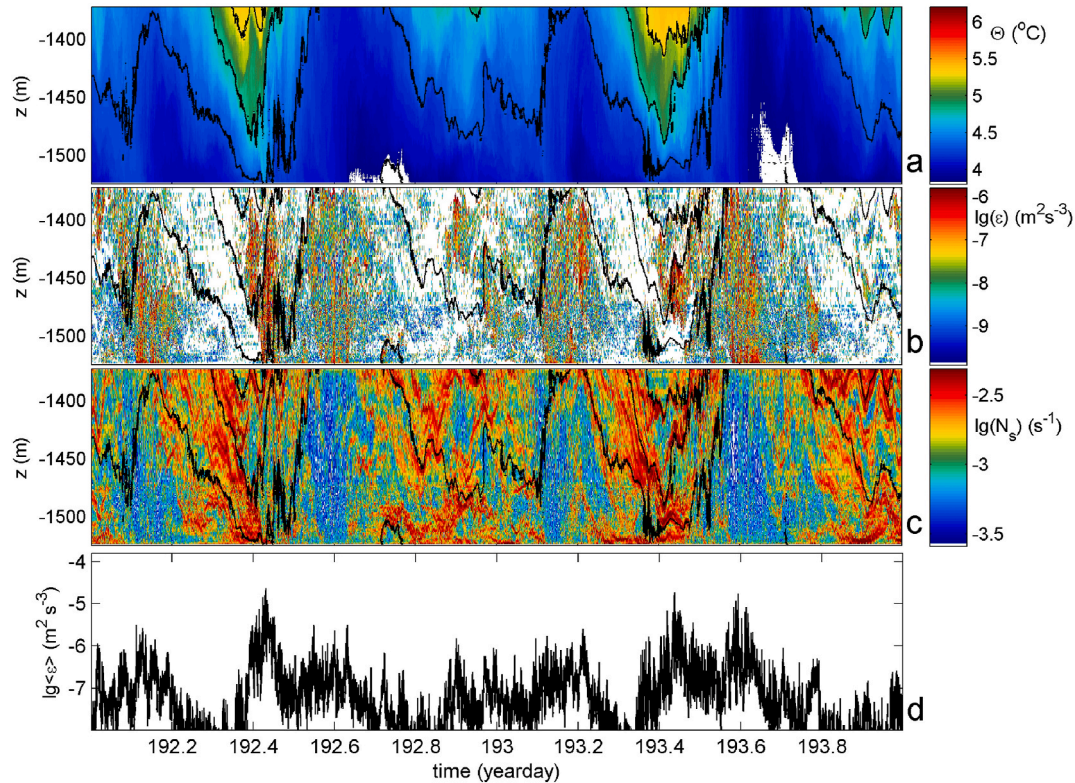 -1400
-1450
-1500
z (m)
a
6
5.5
5
4.5
4
Θ (°C)
-1400
-1450
-1500
z (m)
b
-6
-7
-8
-9
lg(ε) (m²s⁻³)
-1400
-1450
-1500
z (m)
c
-2.5
-3
-3.5
lg(Nₛ) (s⁻¹)
-4
-5
-6
-7
lg<ε> (m² s⁻³)
d
192.2 192.4 192.6 192.8 193 193.2 193.4 193.6 193.8
time (yearday)